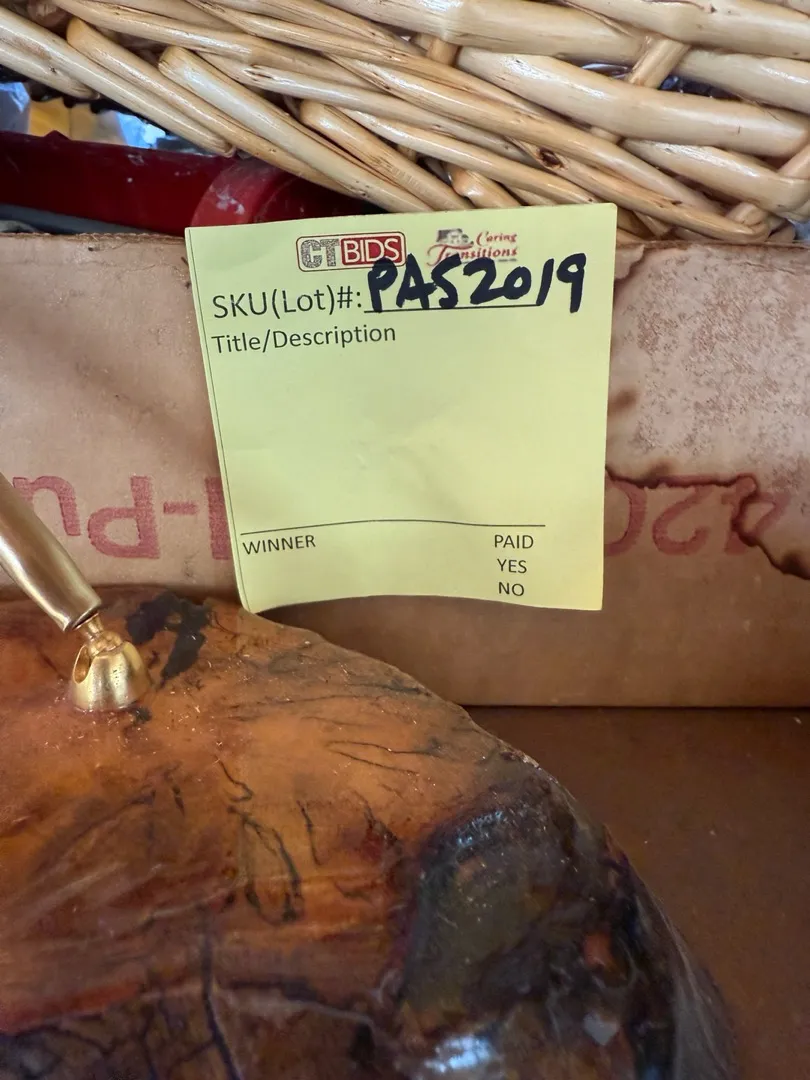 CTBIDS Caring Transitions
SKU(Lot)#: PAS2019
Title/Description
WINNER PAID
YES
NO